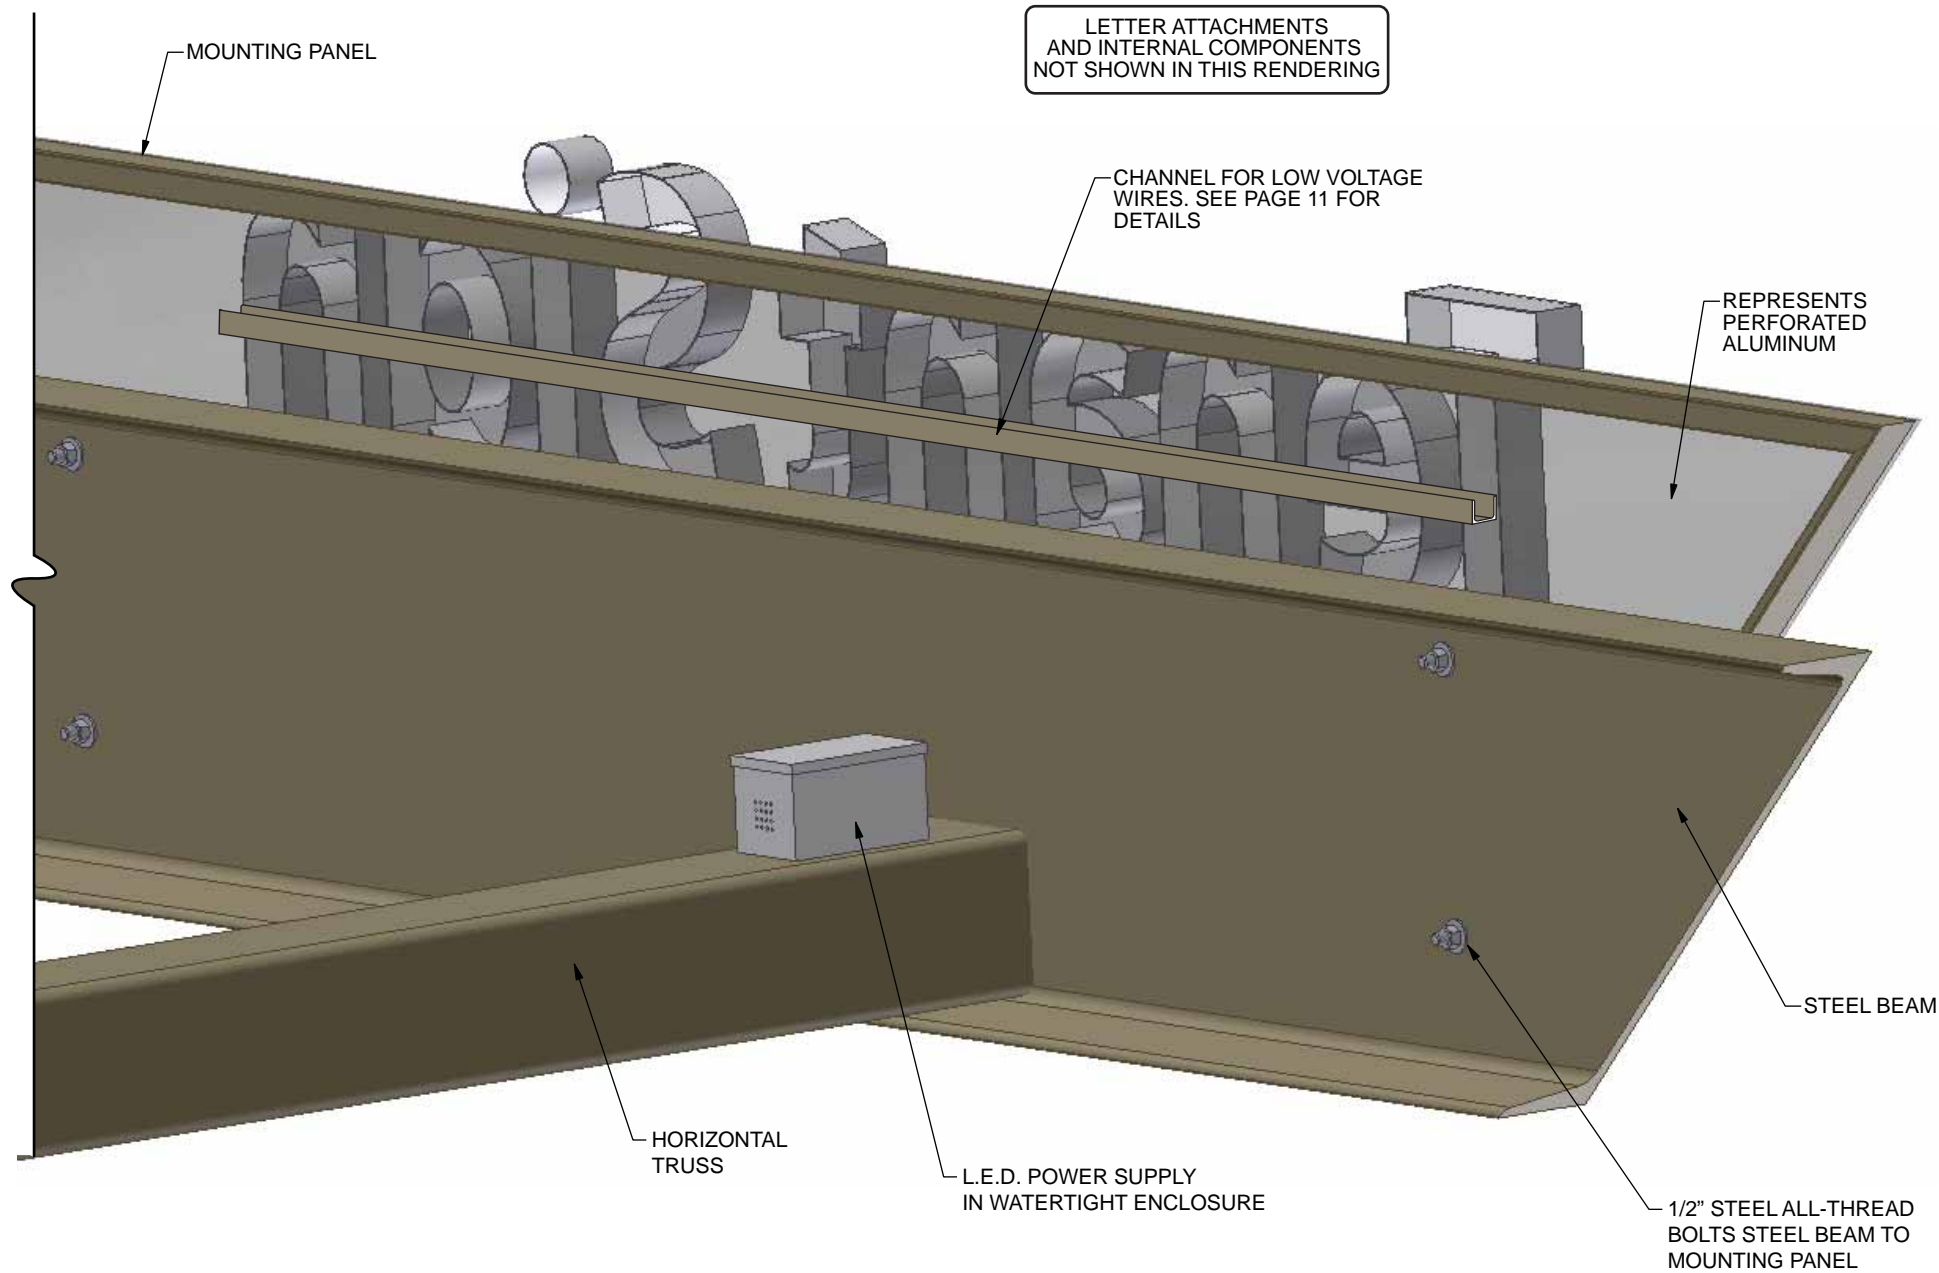 LETTER ATTACHMENTS
AND INTERNAL COMPONENTS
NOT SHOWN IN THIS RENDERING
MOUNTING PANEL
CHANNEL FOR LOW VOLTAGE
WIRES. SEE PAGE 11 FOR
DETAILS
REPRESENTS
PERFORATED
ALUMINUM
STEEL BEAM
HORIZONTAL
TRUSS
L.E.D. POWER SUPPLY
IN WATERTIGHT ENCLOSURE
1/2” STEEL ALL-THREAD
BOLTS STEEL BEAM TO
MOUNTING PANEL